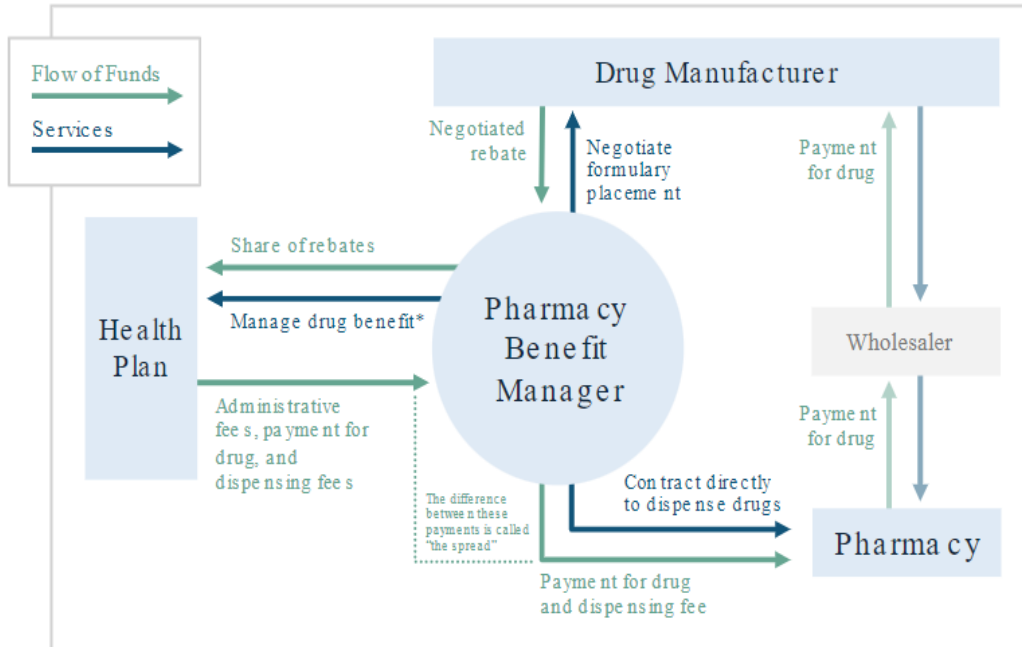 Flow of Funds
Services
Drug Manufacturer
Negotiated
rebate
Negotiate
formulary
placement
Payment
for drug
Share of rebates
Manage drug benefit*
Health
Plan
Pharmacy
Benefit
Manager
Wholesaler
Administrative
fees, payment for
drug, and
dispensing fees
Payment
for drug
The difference
between these
payments is called
“the spread”
Contract directly
to dispense drugs
Pharmacy
Payment for drug
and dispensing fee